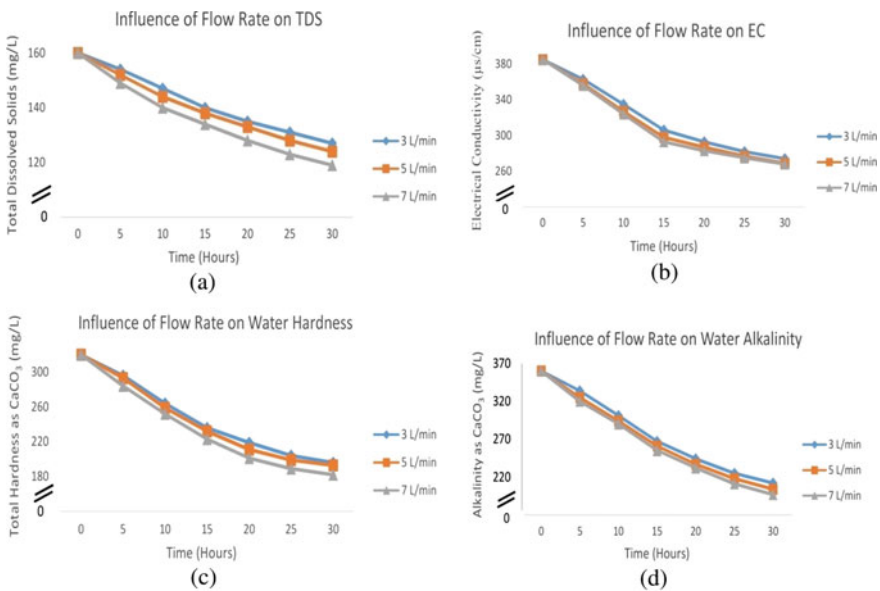 Influence of Flow Rate on TDS
Total Dissolved Solids (mg/L)
160
140
120
0
0 5 10 15 20 25 30
Time (Hours)
3 L/min
5 L/min
7 L/min
(a)
Influence of Flow Rate on EC
Electrical Conductivity (µs/cm)
380
340
300
260
0
0 5 10 15 20 25 30
Time (Hours)
3 L/min
5 L/min
7 L/min
(b)
Influence of Flow Rate on Water Hardness
Total Hardness as CaCO₃ (mg/L)
300
260
220
180
0
0 5 10 15 20 25 30
Time (Hours)
3 L/min
5 L/min
7 L/min
(c)
Influence of Flow Rate on Water Alkalinity
Alkalinity as CaCO₃ (mg/L)
370
320
270
220
0
0 5 10 15 20 25 30
Time (Hours)
3 L/min
5 L/min
7 L/min
(d)